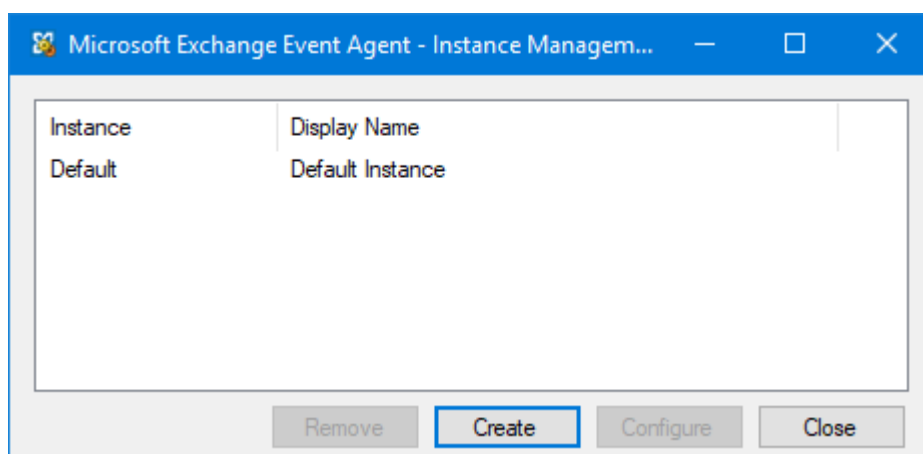 Microsoft Exchange Event Agent - Instance Managem...
Instance Display Name
Default Default Instance
Remove Create Configure Close